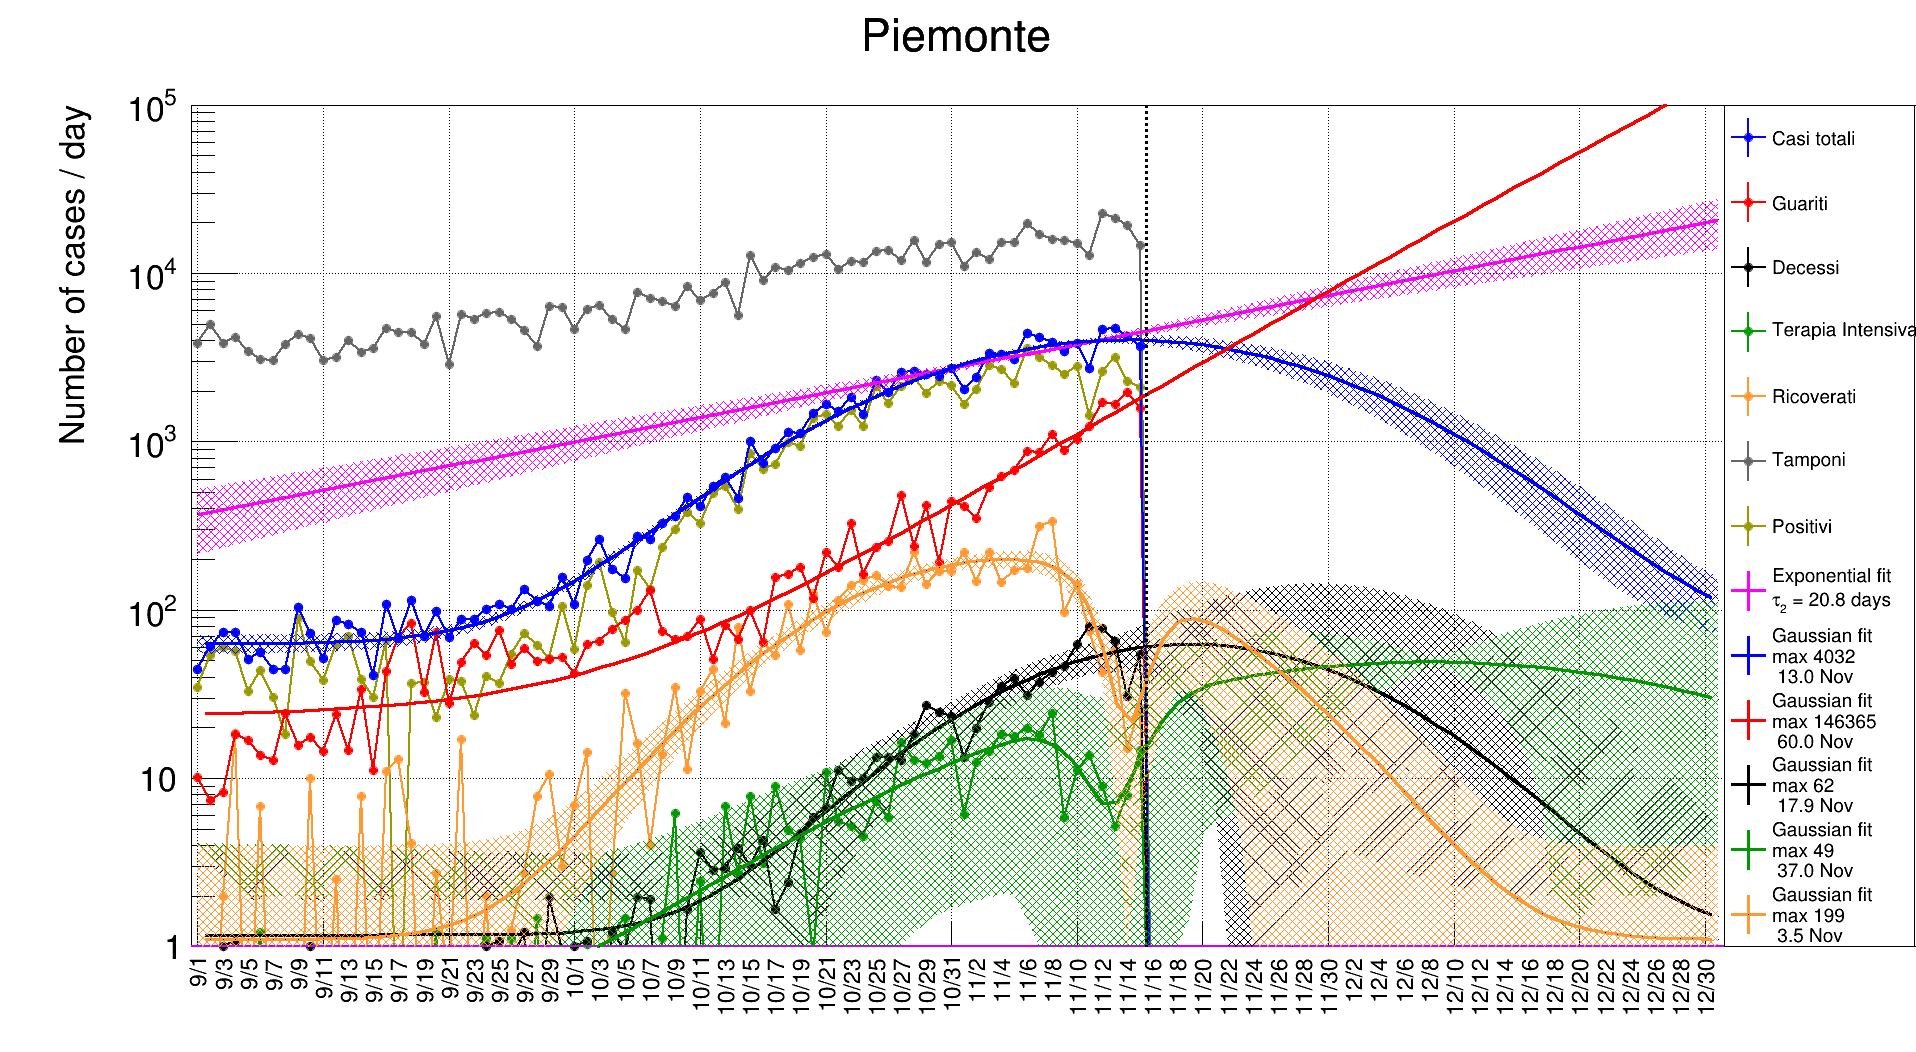 Piemonte
Number of cases / day
10^5
10^4
10^3
10^2
10
1
9/1
9/3
9/5
9/7
9/9
9/11
9/13
9/15
9/17
9/19
9/21
9/23
9/25
9/27
9/29
10/1
10/3
10/5
10/7
10/9
10/11
10/13
10/15
10/17
10/19
10/21
10/23
10/25
10/27
10/29
10/31
11/2
11/4
11/6
11/8
11/10
11/12
11/14
11/16
11/18
11/20
11/22
11/24
11/26
11/28
11/30
12/2
12/4
12/6
12/8
12/10
12/12
12/14
12/16
12/18
12/20
12/22
12/24
12/26
12/28
12/30
Casi totali
Guariti
Decessi
Terapia Intensiva
Ricoverati
Tamponi
Positivi
Exponential fit
τ₂ = 20.8 days
Gaussian fit
max 4032
13.0 Nov
Gaussian fit
max 146365
60.0 Nov
Gaussian fit
max 62
17.9 Nov
Gaussian fit
max 49
37.0 Nov
Gaussian fit
max 199
3.5 Nov